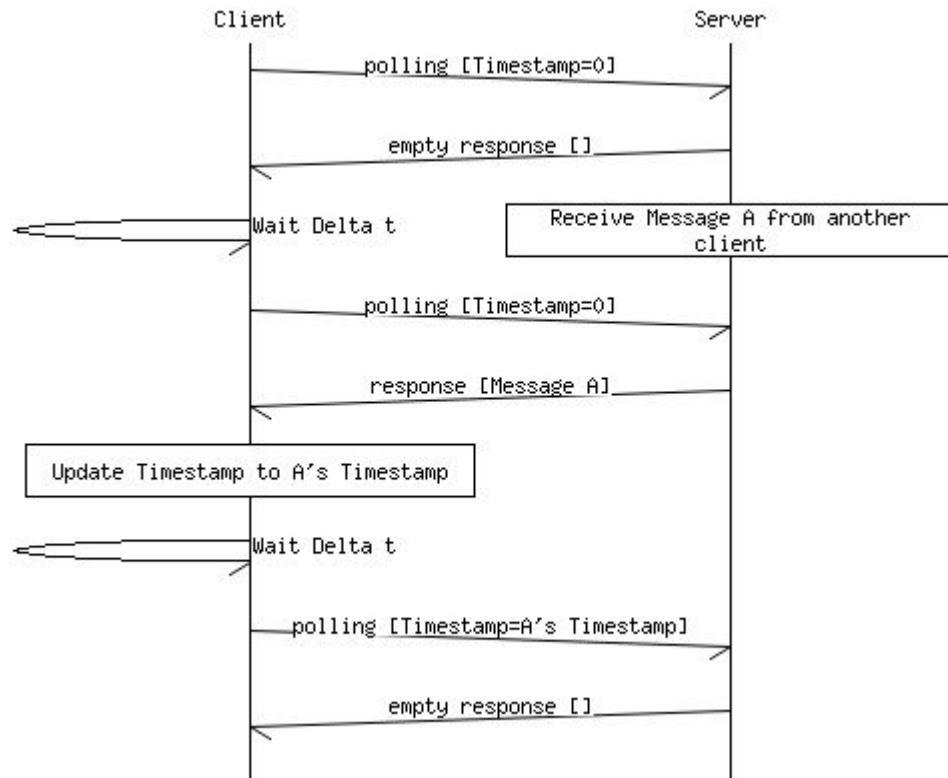 Client
Server
polling [Timestamp=0]
empty response []
Wait Delta t
Receive Message A from another
client
polling [Timestamp=0]
response [Message A]
Update Timestamp to A's Timestamp
Wait Delta t
polling [Timestamp=A's Timestamp]
empty response []